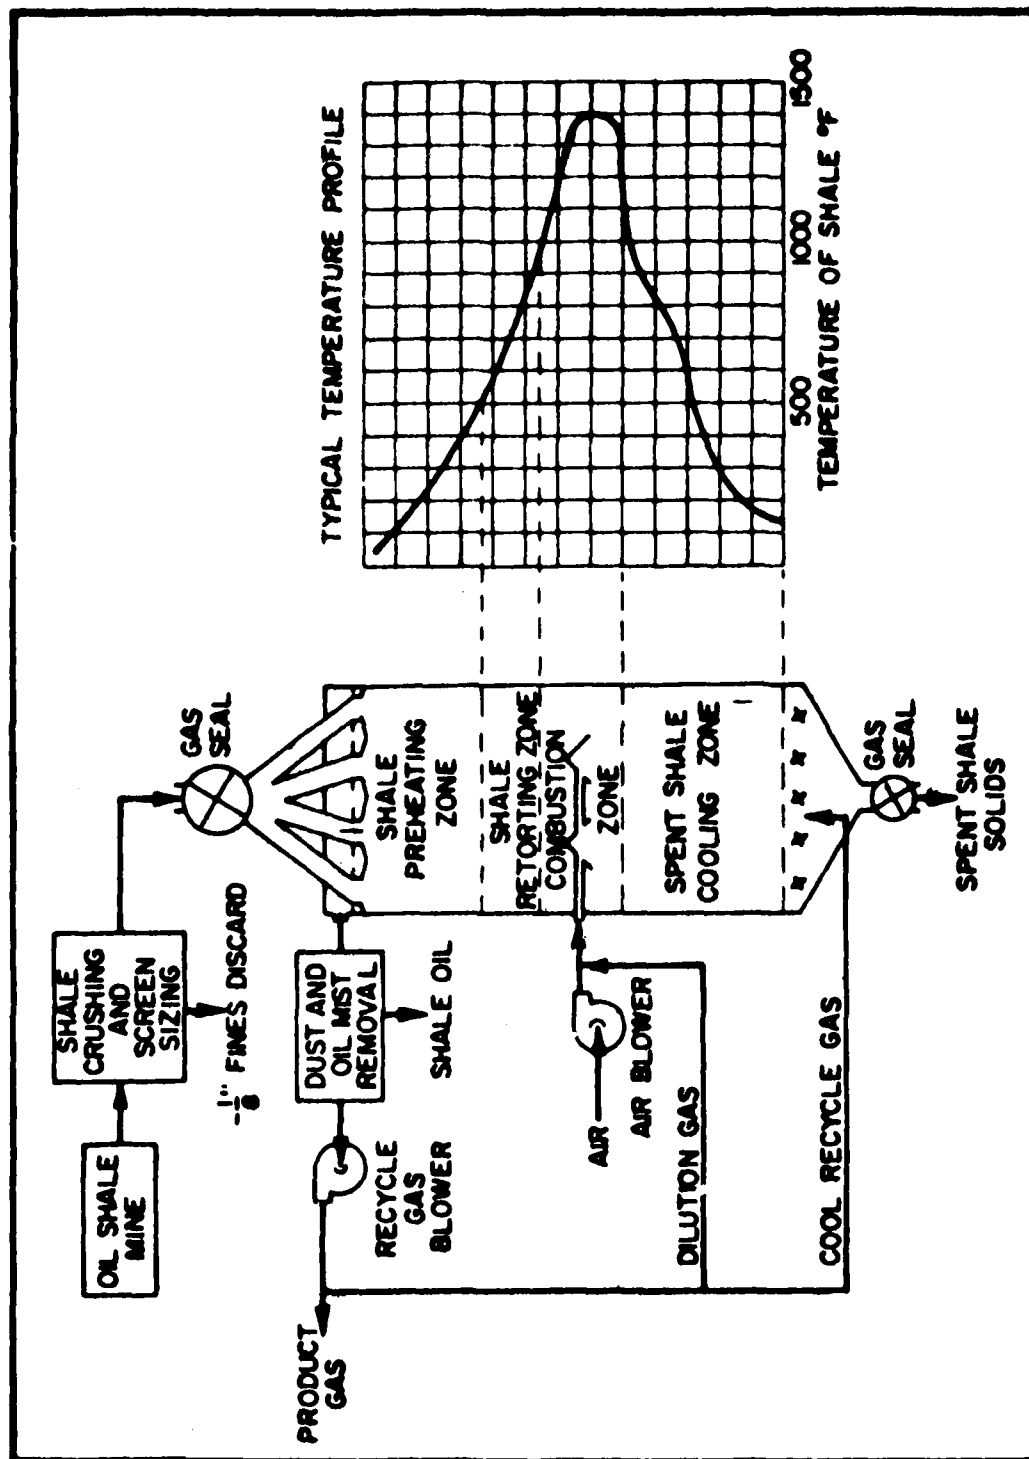 OIL SHALE
MINE
SHALE
CRUSHING
AND
SCREEN
SIZING
-1/8" FINES DISCARD
GAS
SEAL
PRODUCT
GAS
RECYCLE
GAS
BLOWER
DUST AND
OIL MIST
REMOVAL
SHALE OIL
SHALE
PREHEATING
ZONE
SHALE
RETORTING ZONE
COMBUSTION
ZONE
AIR
AIR BLOWER
DILUTION GAS
SPENT SHALE
COOLING ZONE
COOL RECYCLE GAS
GAS
SEAL
SPENT SHALE
SOLIDS
TYPICAL TEMPERATURE PROFILE
500
1000
1500
TEMPERATURE OF SHALE °F